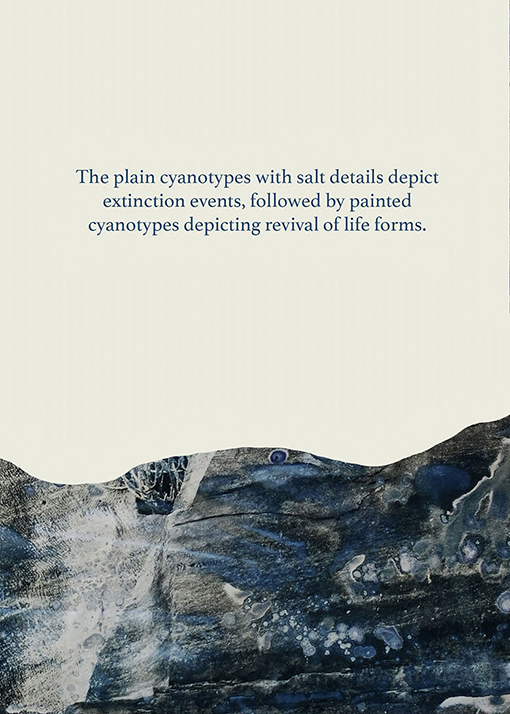 The plain cyanotypes with salt details depict
extinction events, followed by painted
cyanotypes depicting revival of life forms.